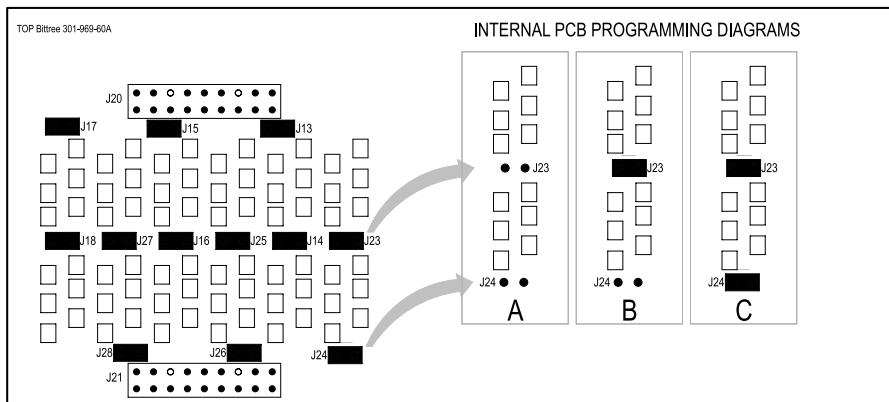 TOP Bittree 301-969-60A
INTERNAL PCB PROGRAMMING DIAGRAMS
J20
J17 J15 J13
J18 J27 J16 J25 J14 J23
J28 J26 J24
J21
J23
J24
A
J23
J24
B
J23
J24
C